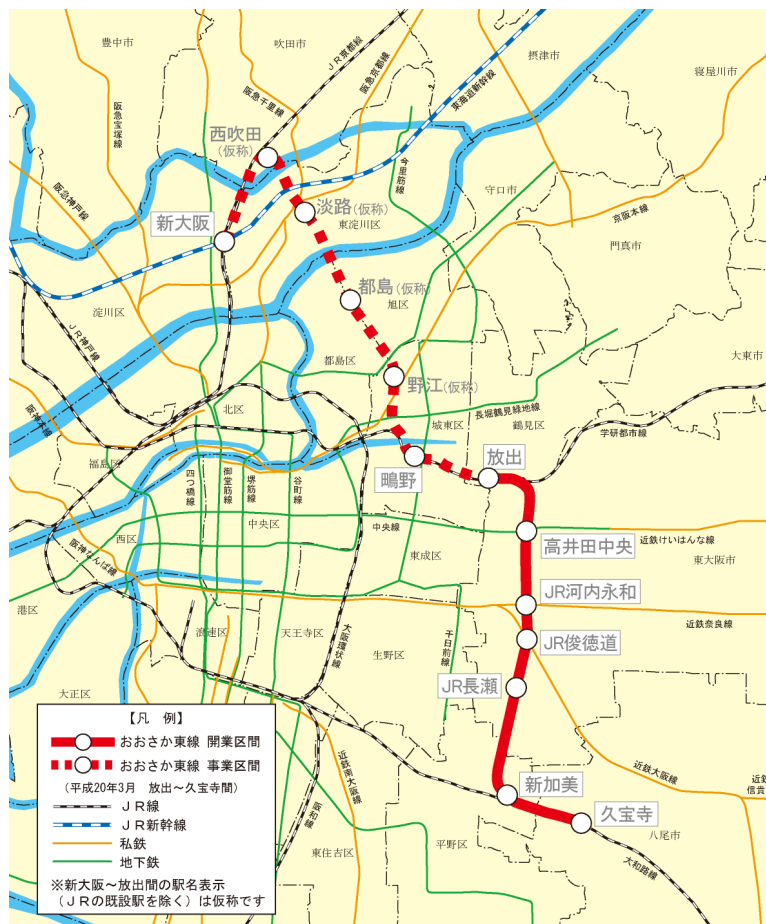 豊中市
吹田市
摂津市
寝屋川市
JR京都線
阪急千里線
阪急京都線
東海道新幹線
阪急宝塚線
西吹田
(仮称)
今里筋線
守口市
阪急神戸線
淡路(仮称)
東淀川区
京阪本線
新大阪
門真市
都島(仮称)
旭区
淀川区
JR神戸線
都島区
大東市
野江(仮称)
阪神本線
北区
城東区
長堀鶴見緑地線
鶴見区
学研都市線
福島区
四つ橋線
御堂筋線
堺筋線
谷町線
鴫野
放出
中央区
中央線
高井田中央
近鉄けいはんな線
西区
阪神なんば線
東成区
東大阪市
JR河内永和
港区
近鉄奈良線
浪速区
天王寺区
大阪環状線
生野区
千日前線
JR俊徳道
JR長瀬
大正区
【凡 例】
おおさか東線 開業区間
おおさか東線 事業区間
(平成20年3月 放出～久宝寺間)
JR線
JR新幹線
私鉄
地下鉄
※新大阪～放出間の駅名表示
(JRの既設駅を除く)は仮称です
近鉄南大阪線
阪和線
近鉄大阪線
近鉄
信貴
新加美
久宝寺
八尾市
平野区
東住吉区
大和路線